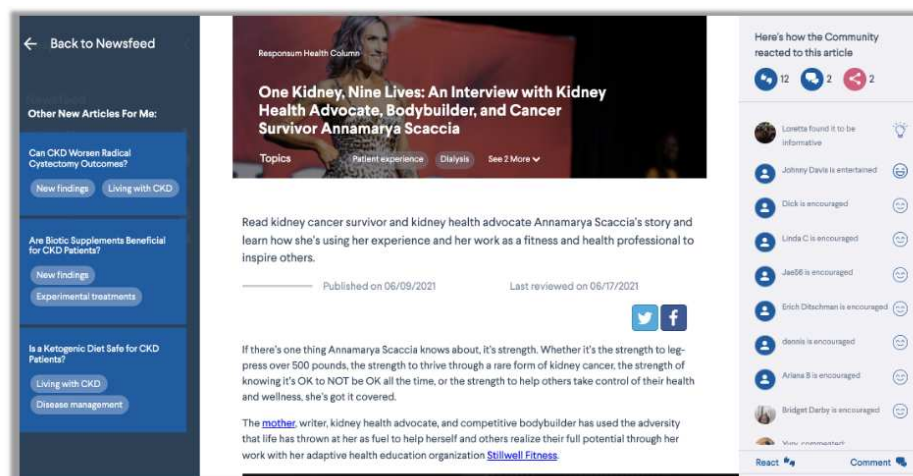 Back to Newsfeed
Other New Articles For Me:
Can CKD Worsen Radical
Cystectomy Outcomes?
New findings
Living with CKD
Are Biotic Supplements Beneficial
for CKD Patients?
New findings
Experimental treatments
Is a Ketogenic Diet Safe for CKD
Patients?
Living with CKD
Disease management
Responsum Health Column
One Kidney, Nine Lives: An Interview with Kidney
Health Advocate, Bodybuilder, and Cancer
Survivor Annamarya Scaccia
Topics
Patient experience
Dialysis
See 2 More
Read kidney cancer survivor and kidney health advocate Annamarya Scaccia's story and
learn how she's using her experience and her work as a fitness and health professional to
inspire others.
Published on 06/09/2021
Last reviewed on 06/17/2021
If there's one thing Annamarya Scaccia knows about, it's strength. Whether it's the strength to leg-
press over 500 pounds, the strength to thrive through a rare form of kidney cancer, the strength of
knowing it's OK to NOT be OK all the time, or the strength to help others take control of their health
and wellness, she's got it covered.
The mother, writer, kidney health advocate, and competitive bodybuilder has used the adversity
that life has thrown at her as fuel to help herself and others realize their full potential through her
work with her adaptive health education organization Stillwell Fitness.
Here's how the Community
reacted to this article
12
2
2
Loretta found it to be
informative
Johnny Davis is entertained
Dick is encouraged
Linda C is encouraged
Jae56 is encouraged
Erich Ditschman is encouraged
dennis is encouraged
Ariana B is encouraged
Bridget Darby is encouraged
React
Comment